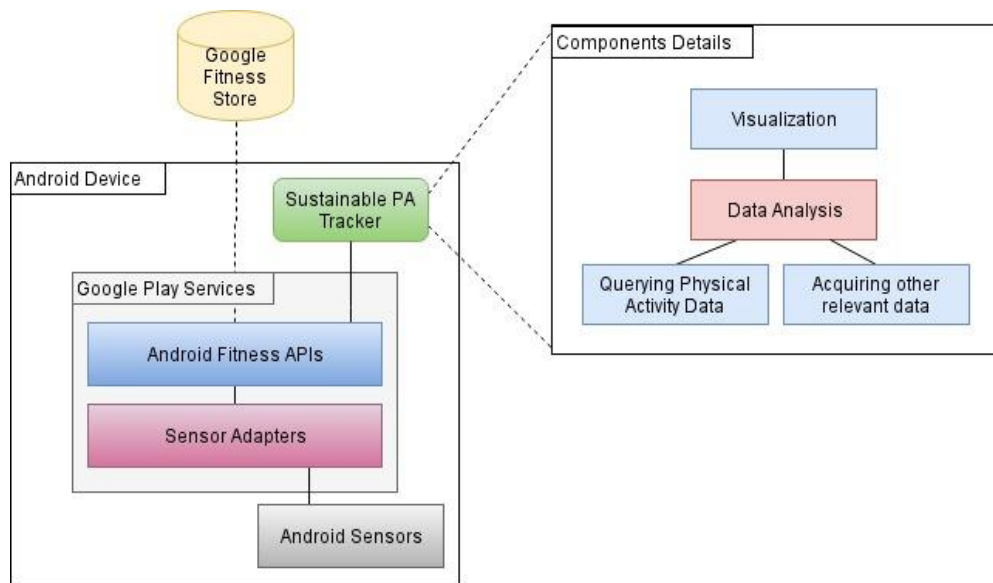 Google
Fitness
Store
Android Device
Sustainable PA
Tracker
Google Play Services
Android Fitness APIs
Sensor Adapters
Android Sensors
Components Details
Visualization
Data Analysis
Querying Physical
Activity Data
Acquiring other
relevant data